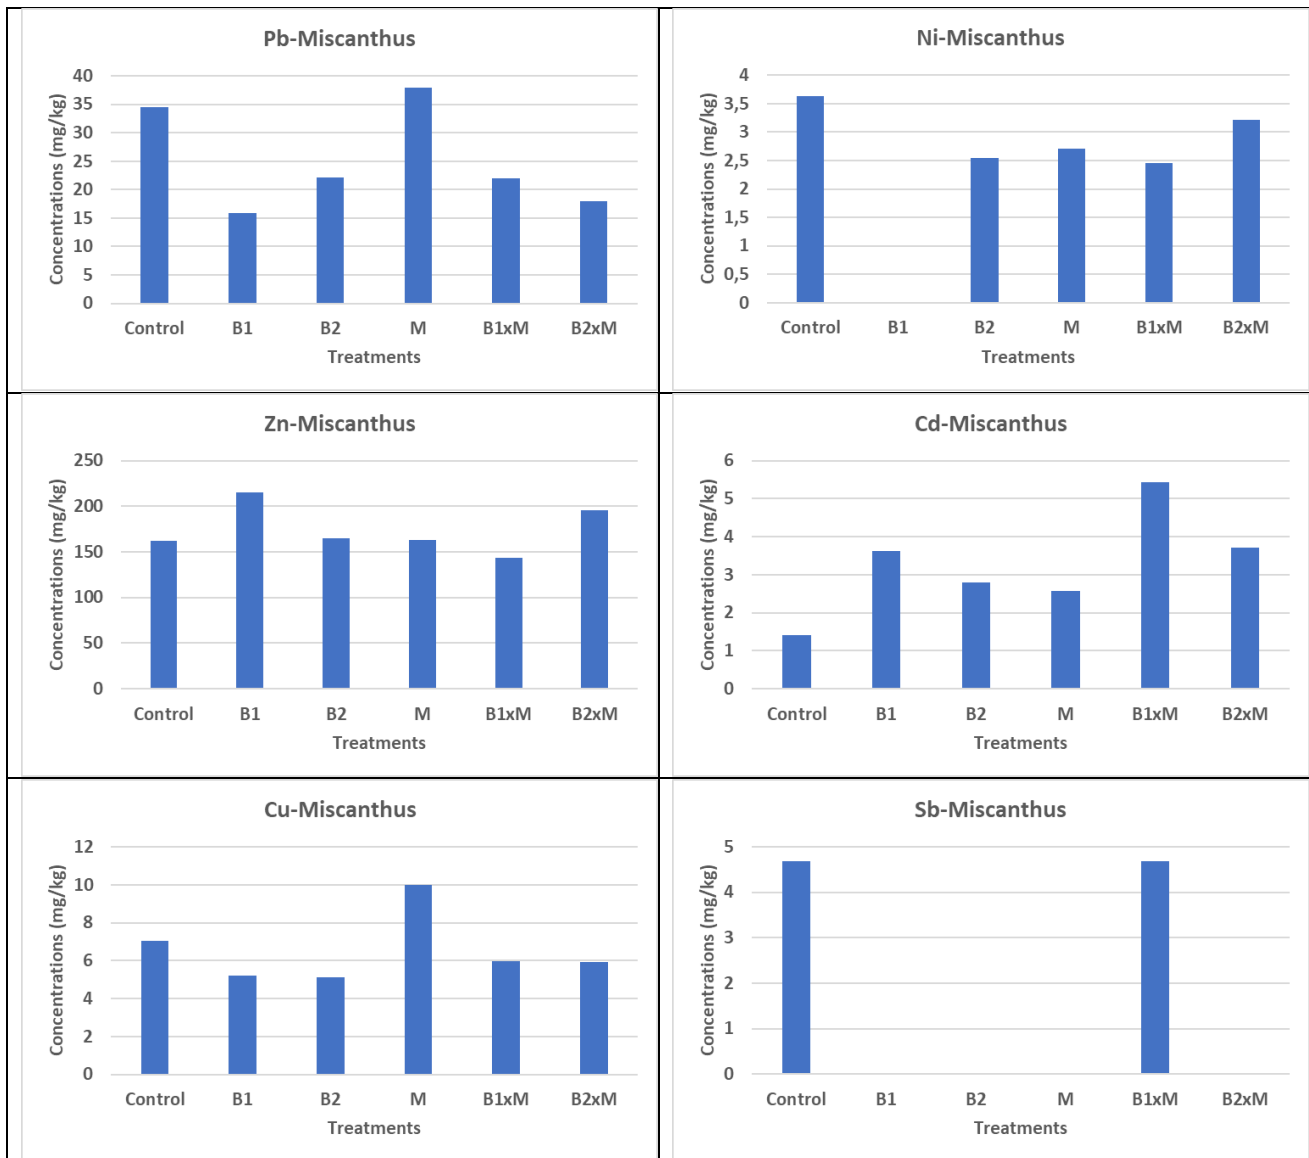 Pb-Miscanthus
Concentrations (mg/kg)
40
35
30
25
20
15
10
5
0
Control B1 B2 M B1xM B2xM
Treatments
Ni-Miscanthus
Concentrations (mg/kg)
4
3,5
3
2,5
2
1,5
1
0,5
0
Control B1 B2 M B1xM B2xM
Treatments
Zn-Miscanthus
Concentrations (mg/kg)
250
200
150
100
50
0
Control B1 B2 M B1xM B2xM
Treatments
Cd-Miscanthus
Concentrations (mg/kg)
6
5
4
3
2
1
0
Control B1 B2 M B1xM B2xM
Treatments
Cu-Miscanthus
Concentrations (mg/kg)
12
10
8
6
4
2
0
Control B1 B2 M B1xM B2xM
Treatments
Sb-Miscanthus
Concentrations (mg/kg)
5
4
3
2
1
0
Control B1 B2 M B1xM B2xM
Treatments